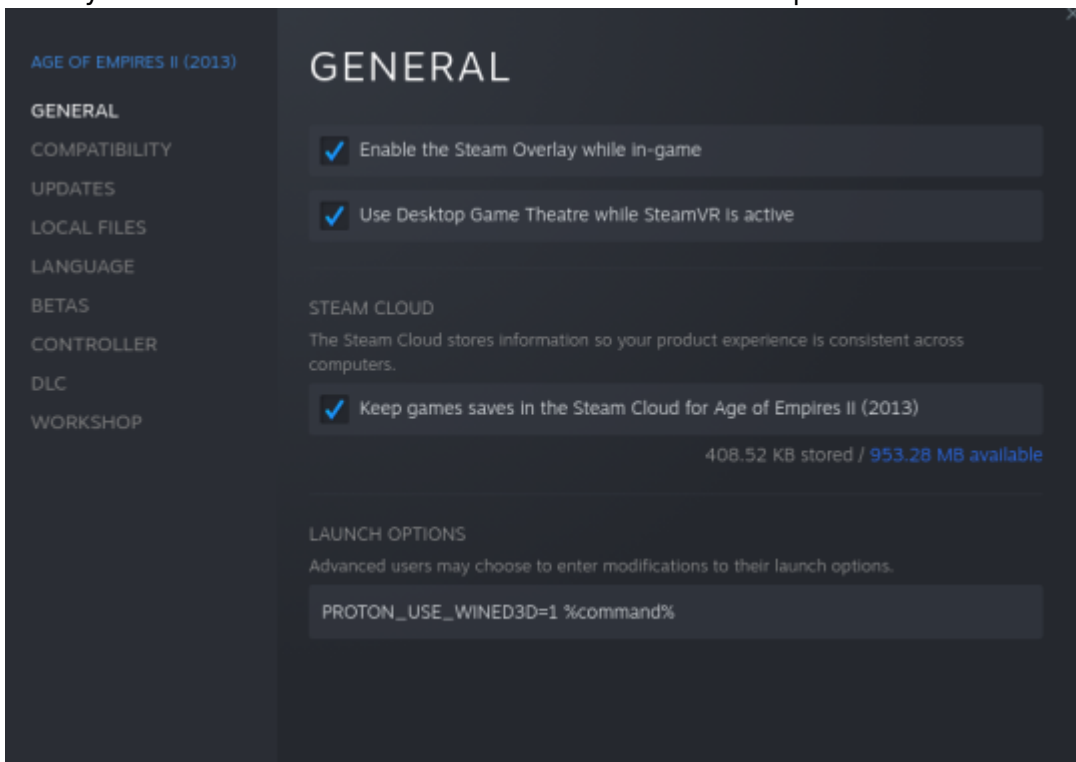 AGE OF EMPIRES II (2013)
GENERAL
COMPATIBILITY
UPDATES
LOCAL FILES
LANGUAGE
BETAS
CONTROLLER
DLC
WORKSHOP
GENERAL
Enable the Steam Overlay while in-game
Use Desktop Game Theatre while SteamVR is active
STEAM CLOUD
The Steam Cloud stores information so your product experience is consistent across
computers.
Keep games saves in the Steam Cloud for Age of Empires II (2013)
408.52 KB stored / 953.28 MB available
LAUNCH OPTIONS
Advanced users may choose to enter modifications to their launch options.
PROTON_USE_WINED3D=1 %command%